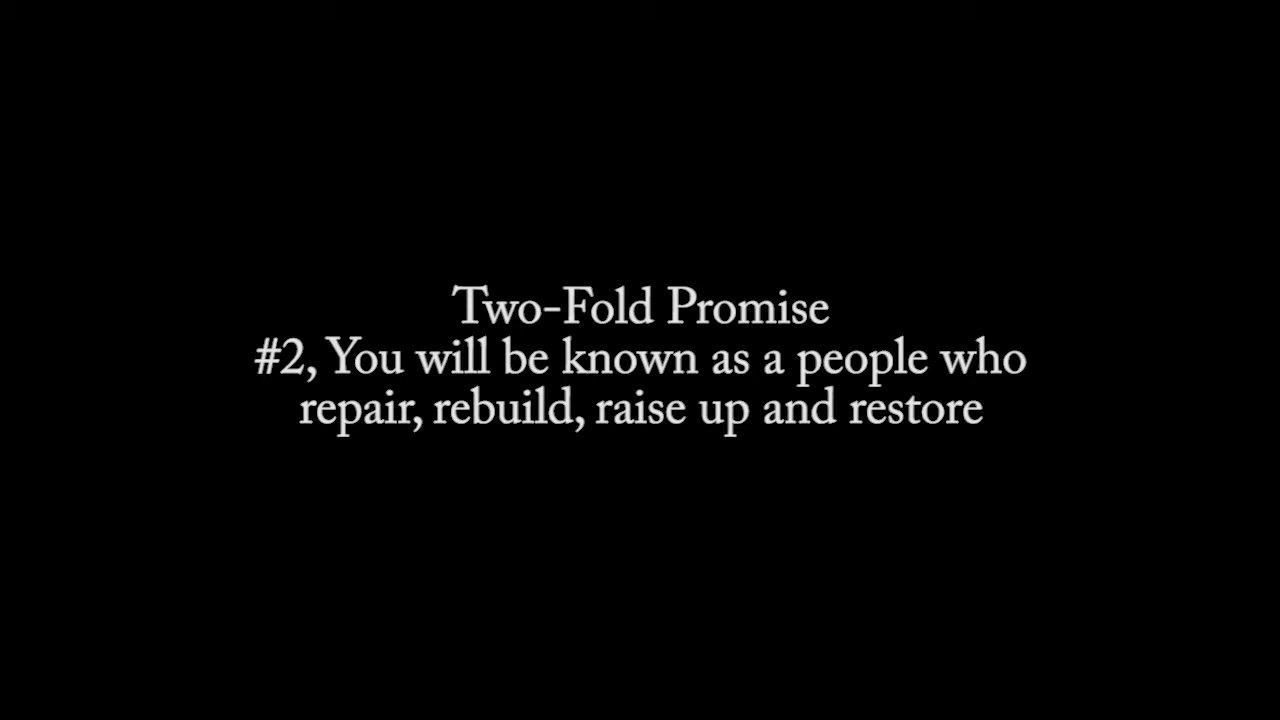 Two-Fold Promise
#2, You will be known as a people who
repair, rebuild, raise up and restore